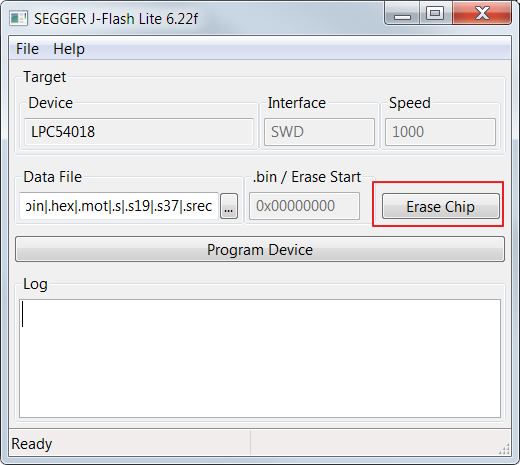 SEGGER J-Flash Lite 6.22f
File Help
Target
Device Interface Speed
LPC54018 SWD 1000
Data File .bin / Erase Start
bin|.hex|.mot|.s|.s19|.s37|.srec ... 0x00000000 Erase Chip
Program Device
Log
Ready